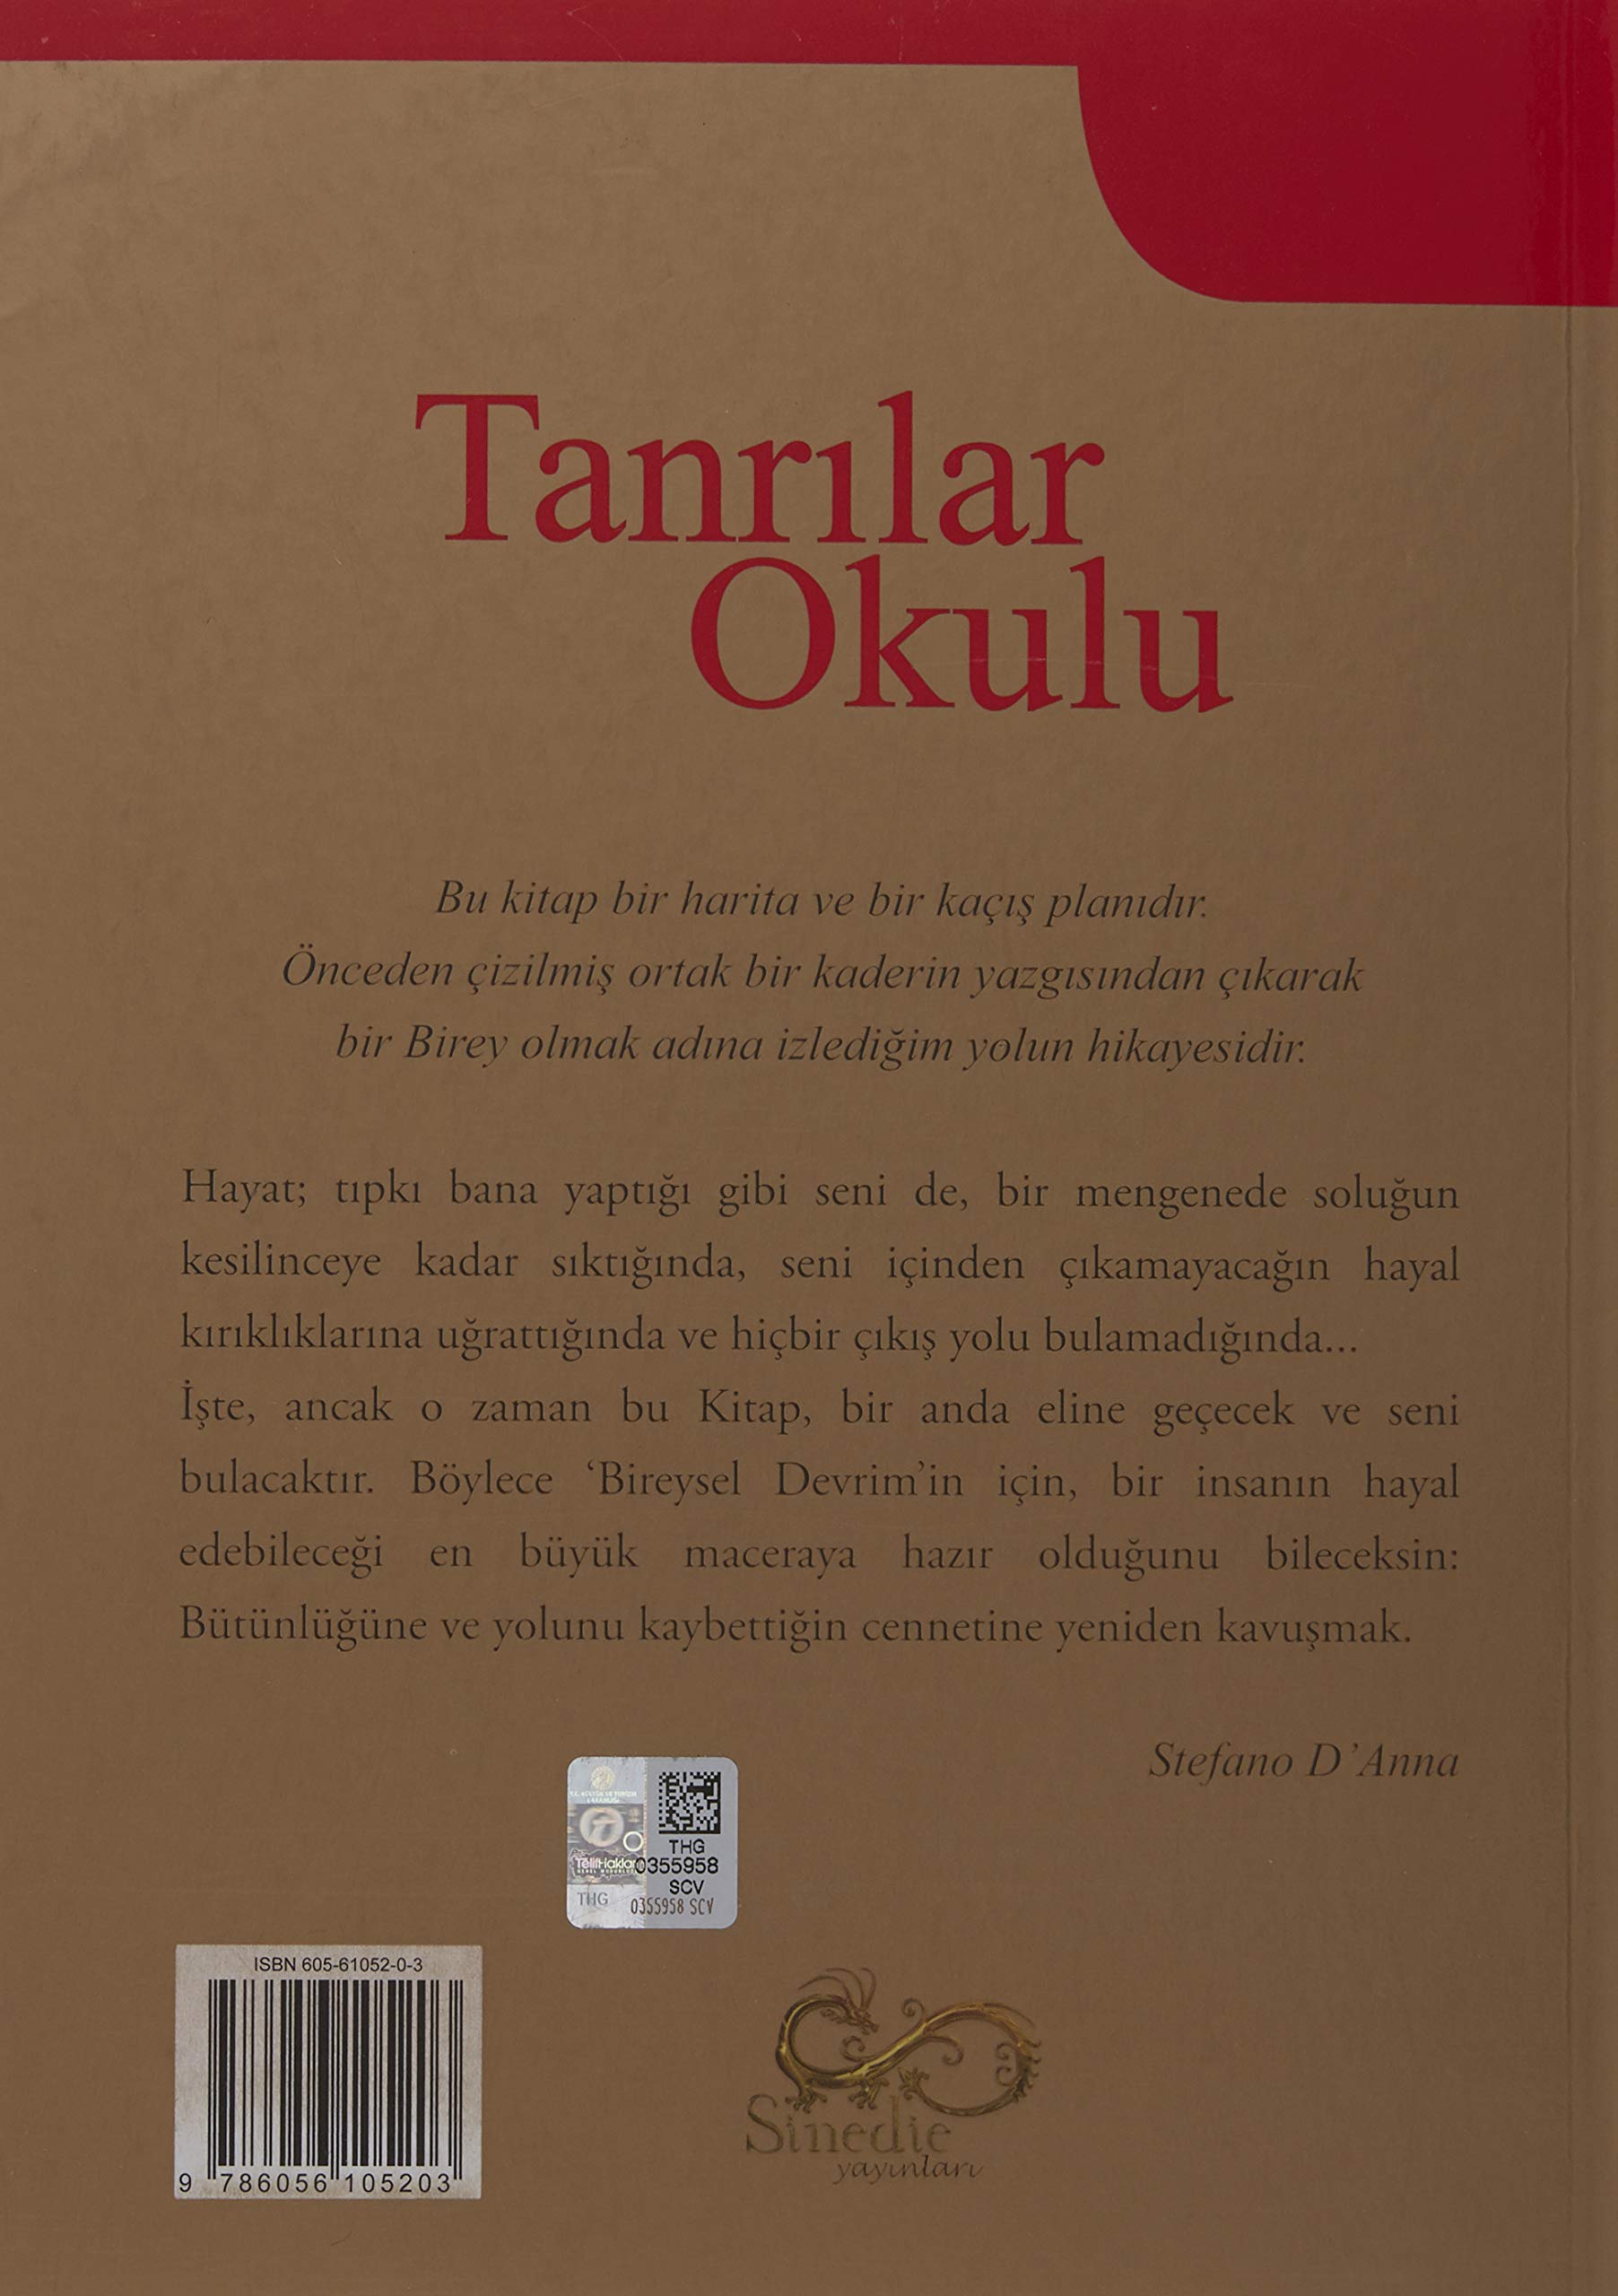 Tanrılar
Okulu
Bu kitap bir harita ve bir kaçış planıdır.
Önceden çizilmiş ortak bir kaderin yazgısından çıkarak
bir Birey olmak adına izlediğim yolun hikayesidir.
Hayat; tıpkı bana yaptığı gibi seni de, bir mengenede soluğun
kesilinceye kadar sıktığında, seni içinden çıkamayacağın hayal
kırıklıklarına uğrattığında ve hiçbir çıkış yolu bulamadığında...
İşte, ancak o zaman bu Kitap, bir anda eline geçecek ve seni
bulacaktır. Böylece ‘Bireysel Devrim’in için, bir insanın hayal
edebileceği en büyük maceraya hazır olduğunu bileceksin:
Bütünlüğüne ve yolunu kaybettiğin cennetine yeniden kavuşmak.
Stefano D’Anna
T.C. KÜLTÜR VE TURİZM
BAKANLIĞI
THG
0355958
SCV
THG 0355958 SCV
ISBN 605-61052-0-3
9 786056 105203
Sinedie
yayınları